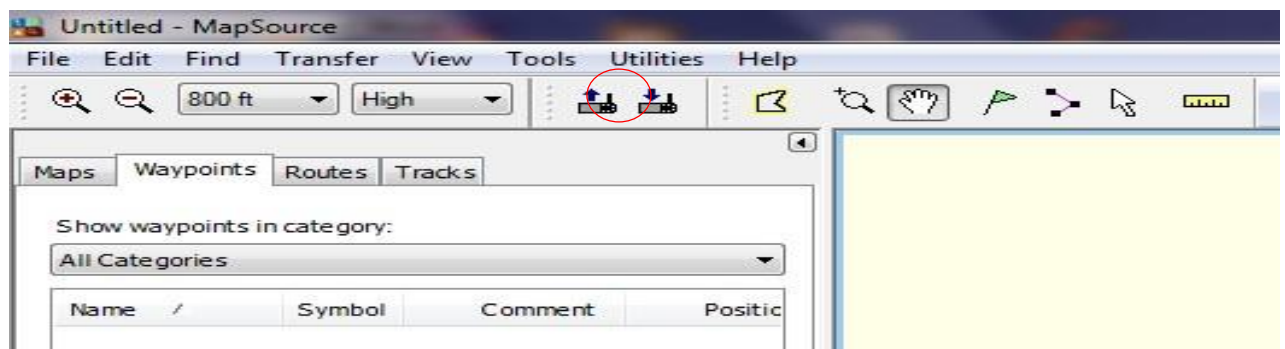 Untitled - MapSource
File Edit Find Transfer View Tools Utilities Help
800 ft High
Maps Waypoints Routes Tracks
Show waypoints in category:
All Categories
Name / Symbol Comment Positic